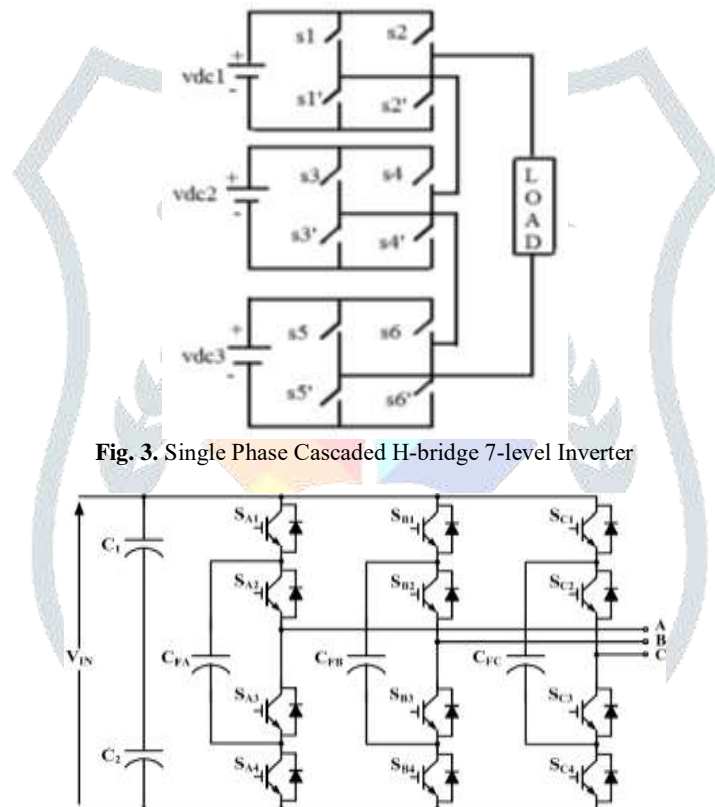 s1 s2
+
vdc1
-
s1' s2'
+
s3 s4
vdc2
-
s3' s4'
LOAD
+
s5 s6
vdc3
-
s5' s6'
Fig. 3. Single Phase Cascaded H-bridge 7-level Inverter
SA1 SB1 SC1
C1
SA2 SB2 SC2
A
B
C
VIN CFA CFB CFC
SA3 SB3 SC3
C2
SA4 SB4 SC4